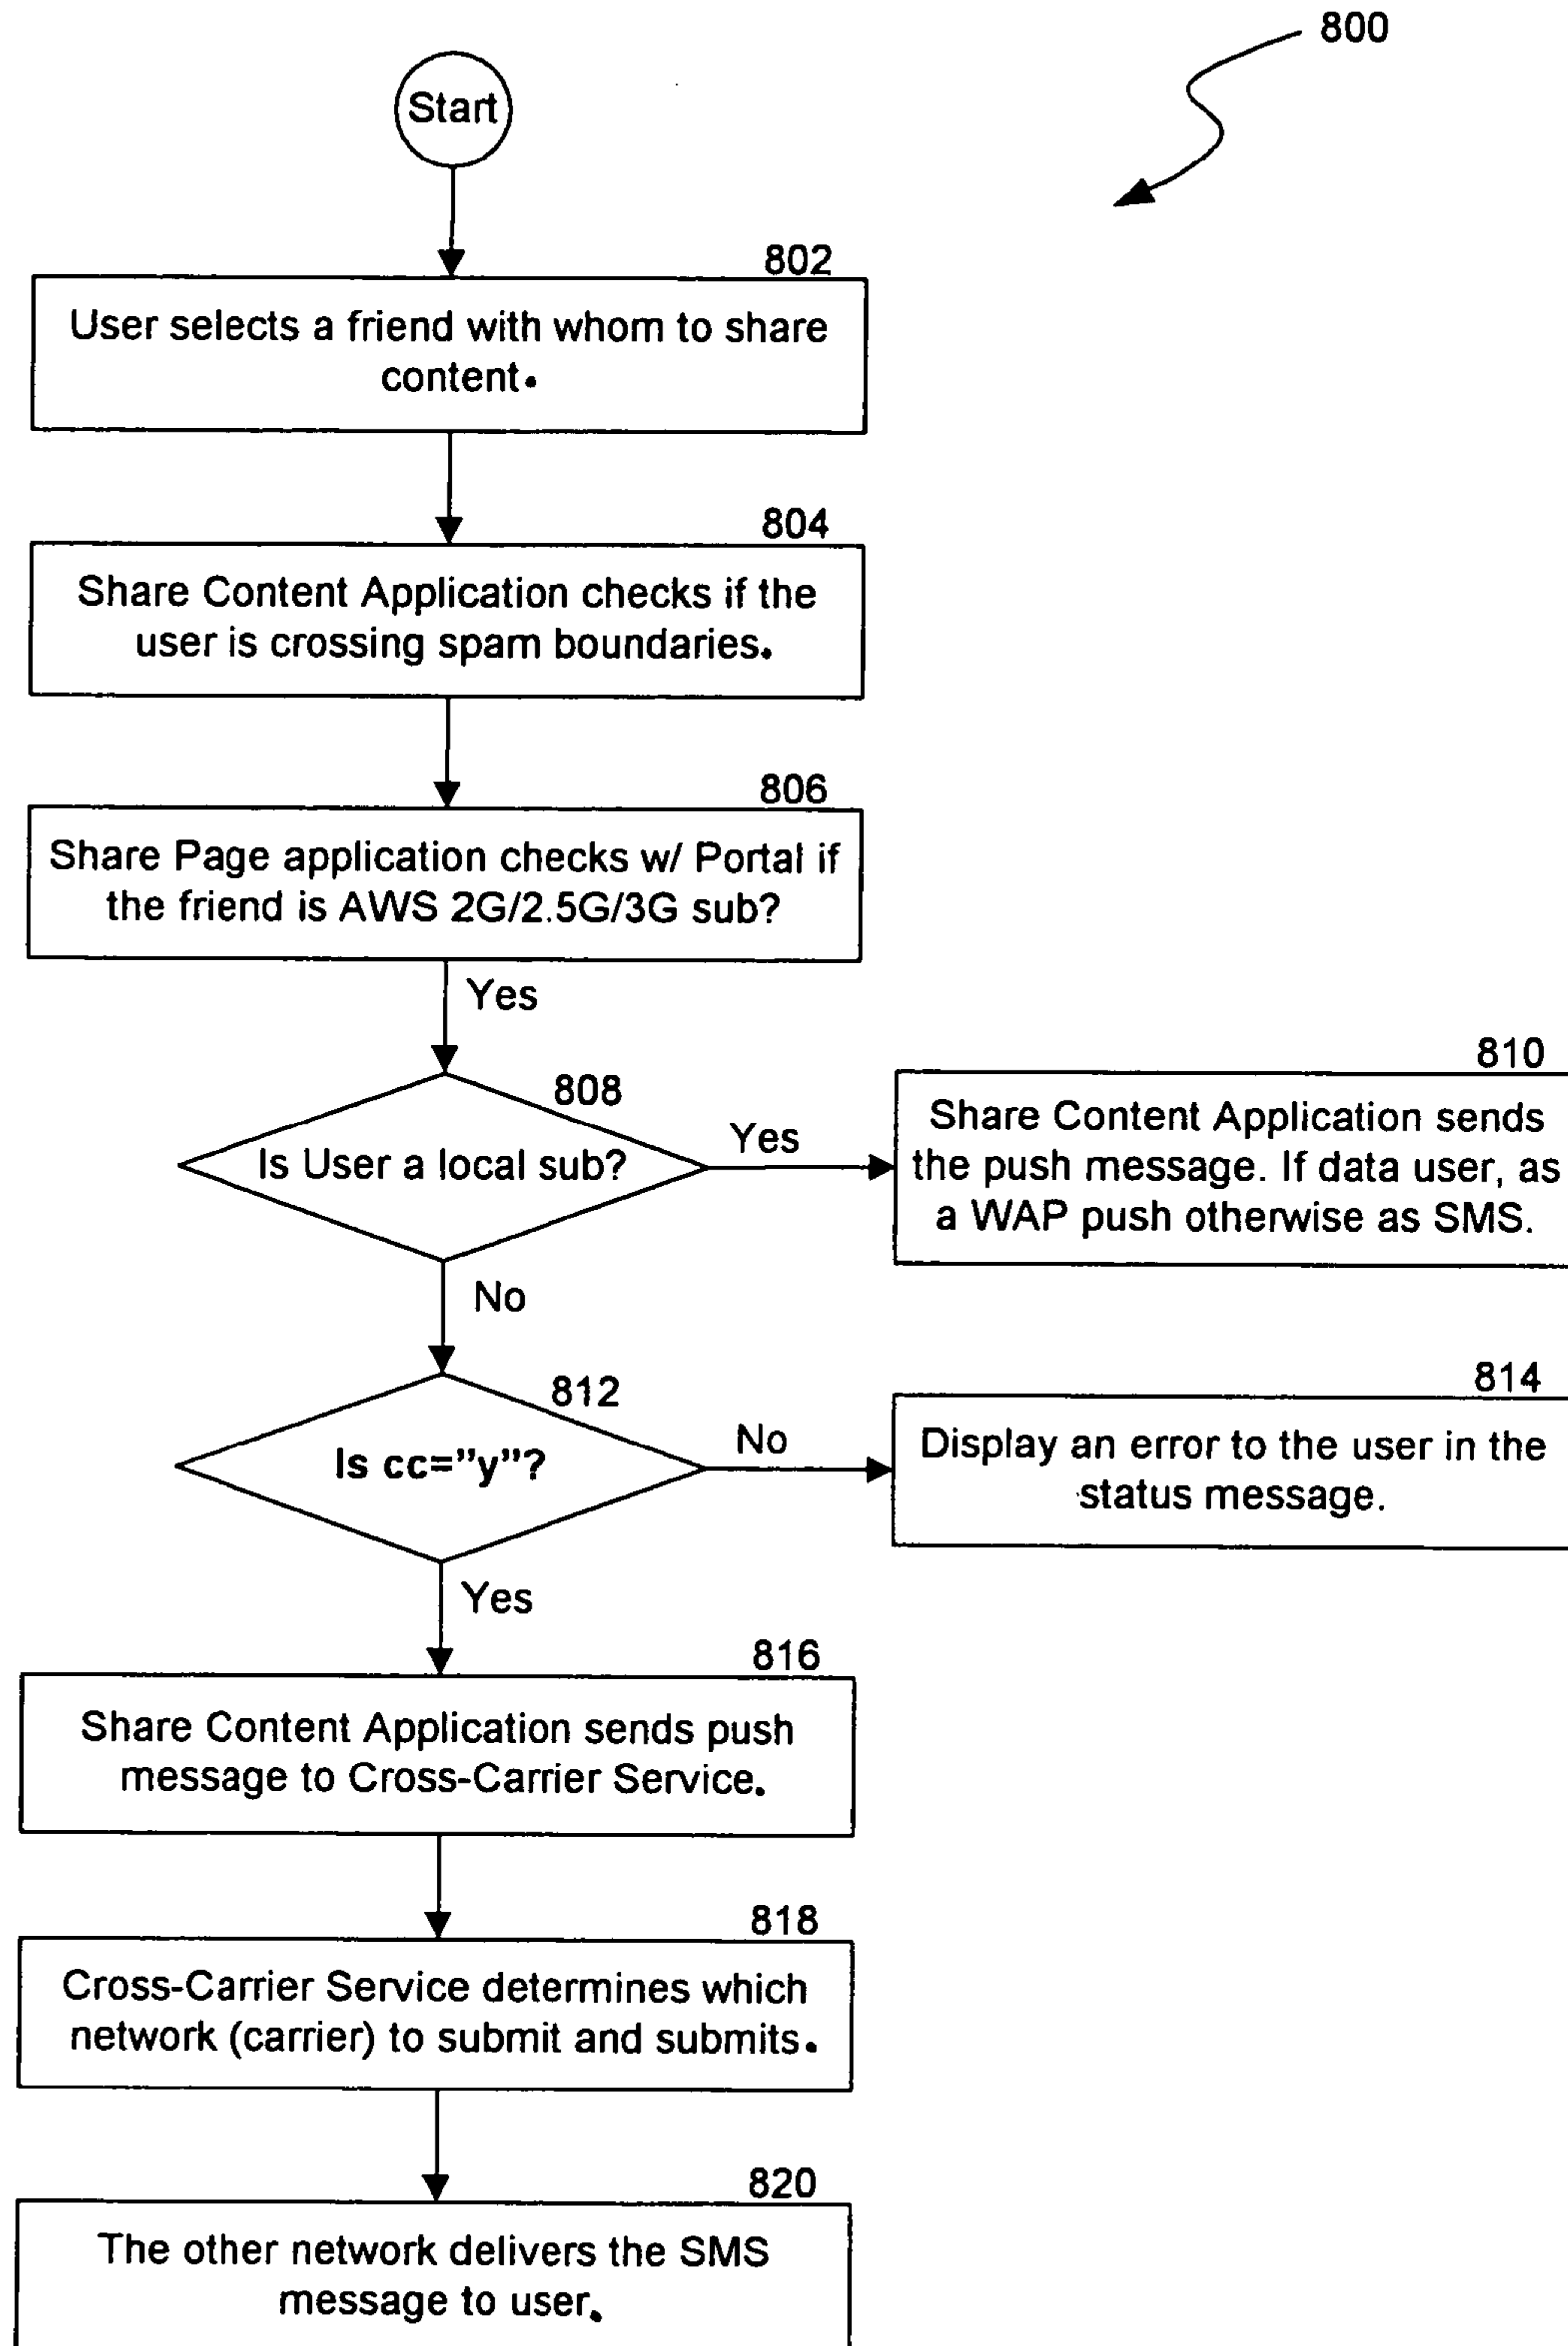 800
Start
802
User selects a friend with whom to share
content.
804
Share Content Application checks if the
user is crossing spam boundaries.
806
Share Page application checks w/ Portal if
the friend is AWS 2G/2.5G/3G sub?
Yes
808
Is User a local sub?
Yes
810
Share Content Application sends
the push message. If data user, as
a WAP push otherwise as SMS.
No
812
Is cc="y"?
No
814
Display an error to the user in the
status message.
Yes
816
Share Content Application sends push
message to Cross-Carrier Service.
818
Cross-Carrier Service determines which
network (carrier) to submit and submits.
820
The other network delivers the SMS
message to user.